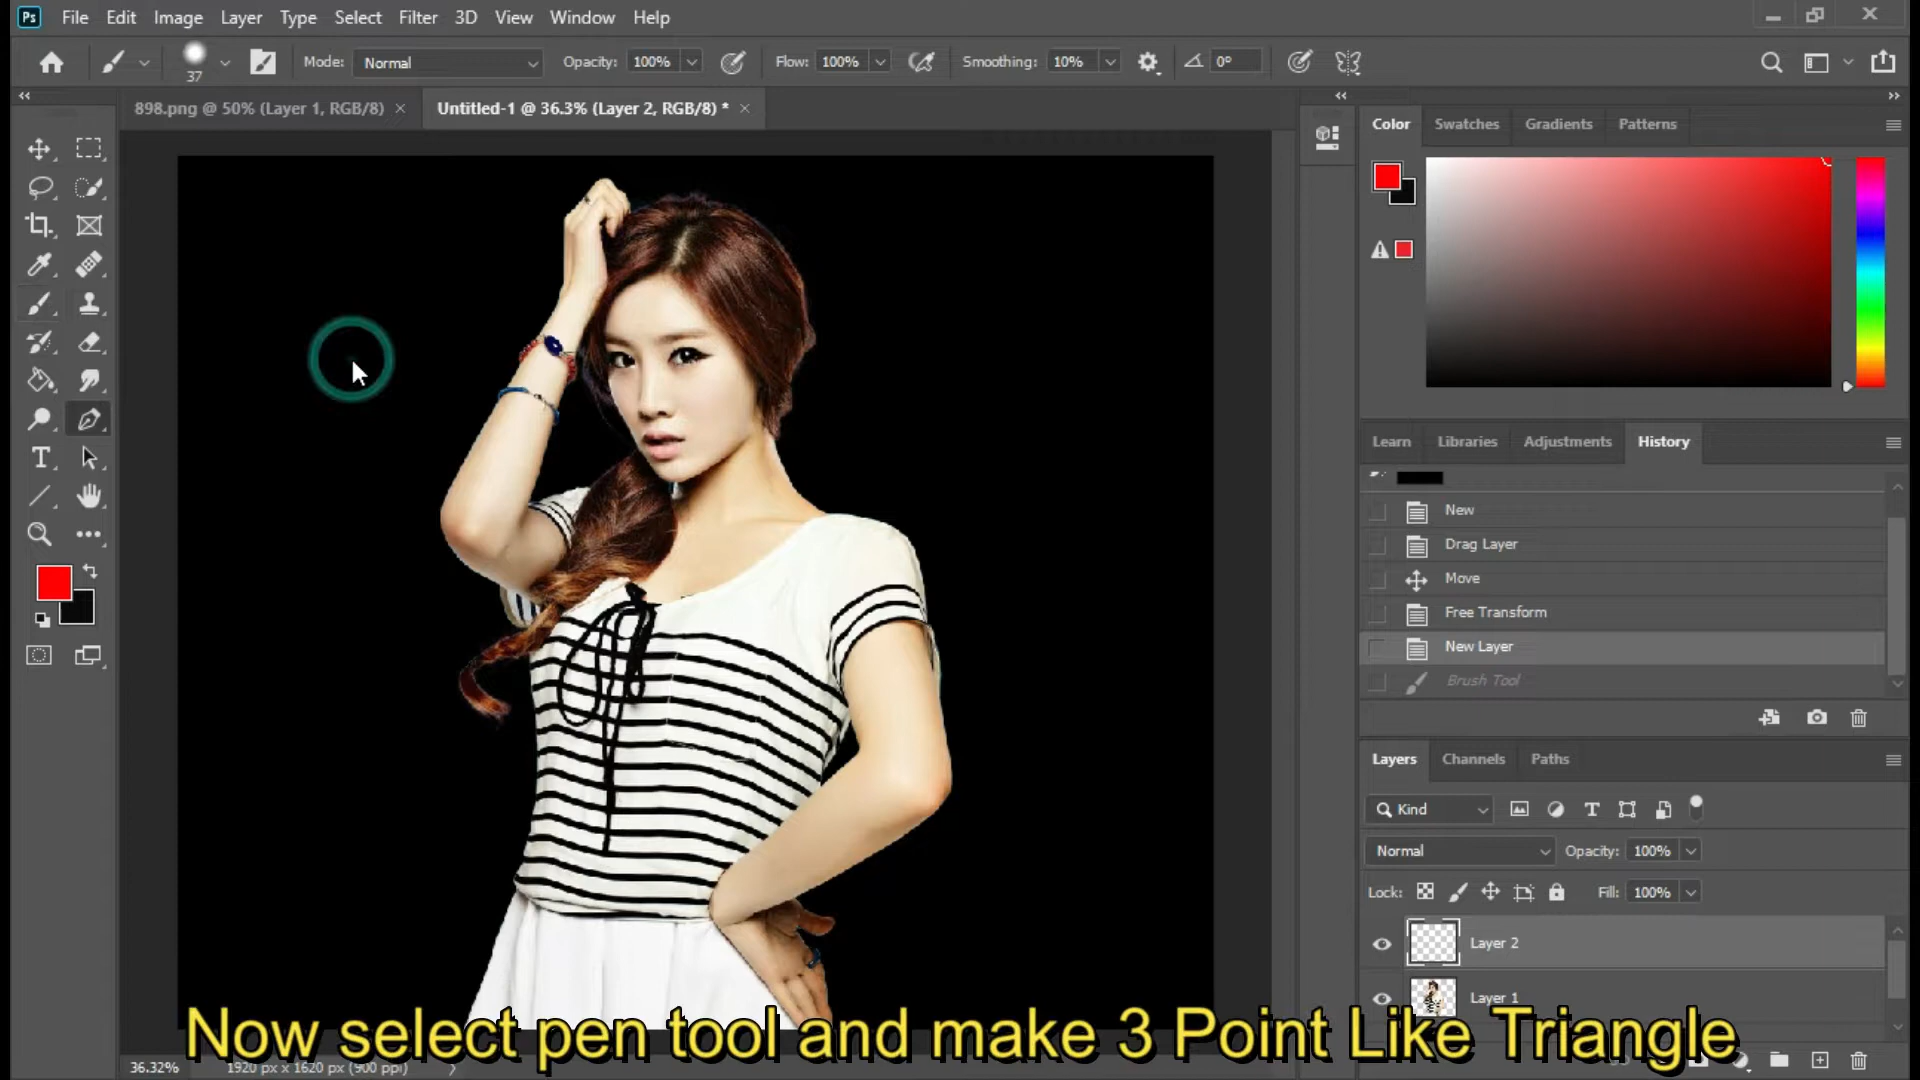 Ps File Edit Image Layer Type Select Filter 3D View Window Help
37 Mode: Normal Opacity: 100% Flow: 100% Smoothing: 10% 0°
898.png @ 50% (Layer 1, RGB/8) × Untitled-1 @ 36.3% (Layer 2, RGB/8) * ×
Color Swatches Gradients Patterns
Learn Libraries Adjustments History
New
Drag Layer
Move
Free Transform
New Layer
Brush Tool
Layers Channels Paths
Kind
Normal Opacity: 100%
Lock: Fill: 100%
Layer 2
Layer 1
Now select pen tool and make 3 Point Like Triangle
36.32% 1920 px x 1620 px (900 ppi)